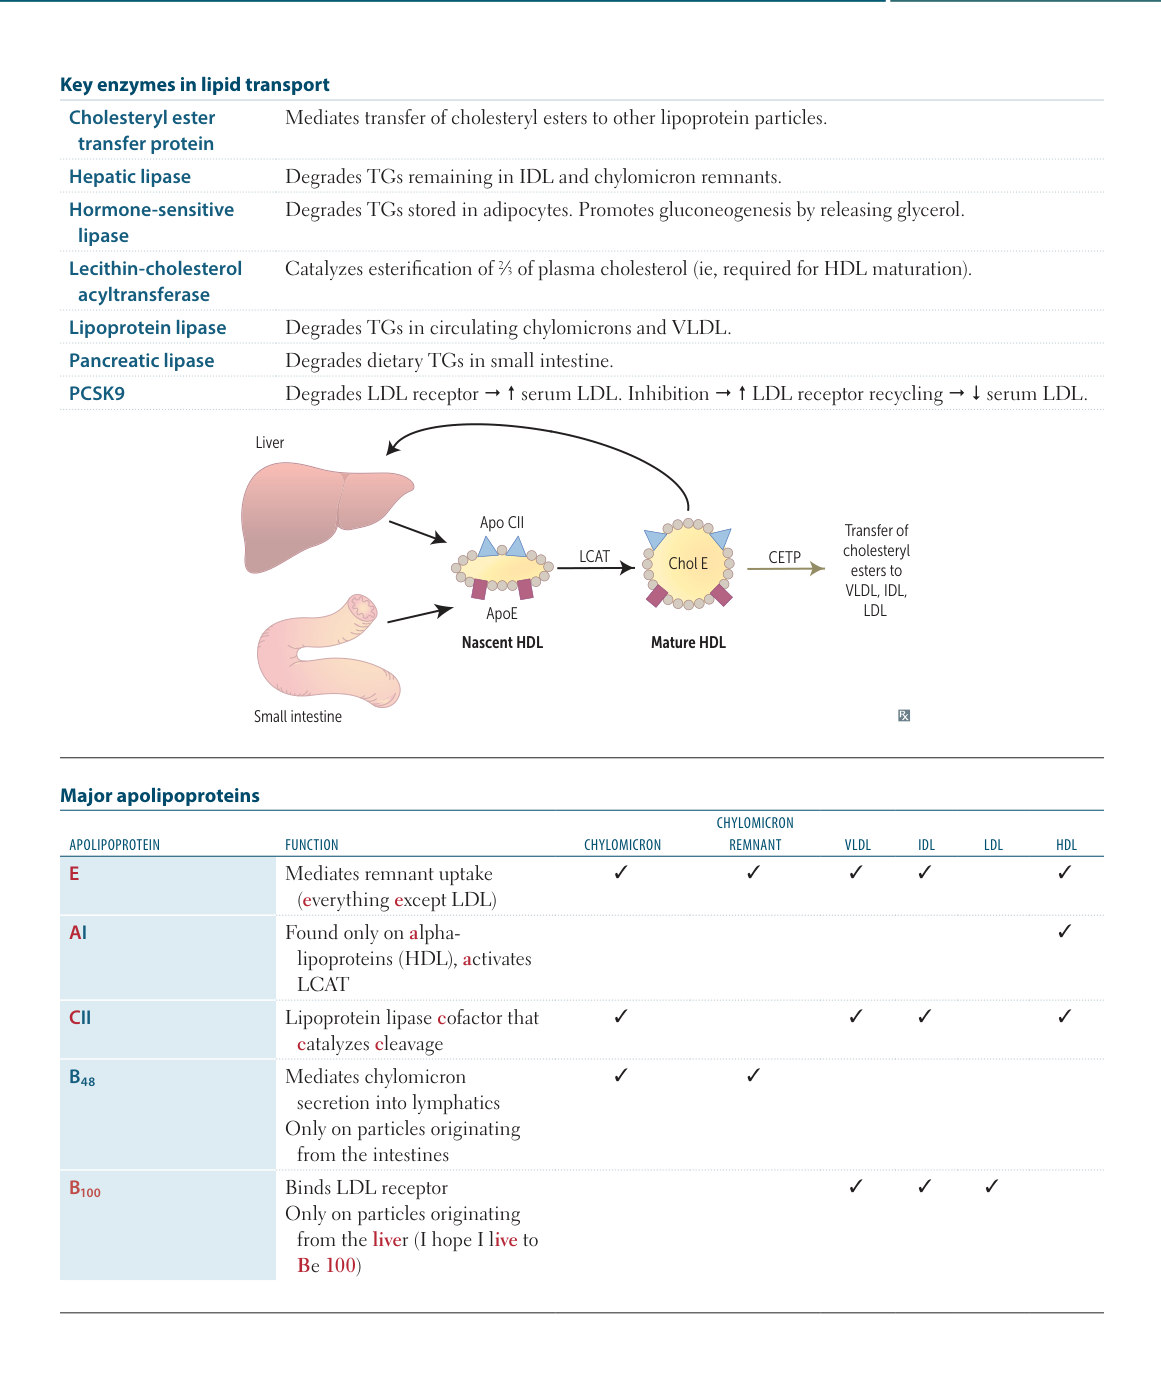 Key enzymes in lipid transport
Cholesteryl ester
transfer protein
Mediates transfer of cholesteryl esters to other lipoprotein particles.
Hepatic lipase
Degrades TGs remaining in IDL and chylomicron remnants.
Hormone-sensitive
lipase
Degrades TGs stored in adipocytes. Promotes gluconeogenesis by releasing glycerol.
Lecithin-cholesterol
acyltransferase
Catalyzes esterification of ⅔ of plasma cholesterol (ie, required for HDL maturation).
Lipoprotein lipase
Degrades TGs in circulating chylomicrons and VLDL.
Pancreatic lipase
Degrades dietary TGs in small intestine.
PCSK9
Degrades LDL receptor → ↑ serum LDL. Inhibition → ↑ LDL receptor recycling → ↓ serum LDL.
Liver
Apo CII
LCAT
Chol E
CETP
Transfer of
cholesteryl
esters to
VLDL, IDL,
LDL
ApoE
Nascent HDL
Mature HDL
Small intestine
Rx
Major apolipoproteins
APOLIPOPROTEIN FUNCTION CHYLOMICRON CHYLOMICRON REMNANT VLDL IDL LDL HDL
E
Mediates remnant uptake ✓ ✓ ✓ ✓ ✓
(everything except LDL)
AI
Found only on alpha- ✓
lipoproteins (HDL), activates
LCAT
CII
Lipoprotein lipase cofactor that ✓ ✓ ✓ ✓
catalyzes cleavage
B48
Mediates chylomicron ✓ ✓
secretion into lymphatics
Only on particles originating
from the intestines
B100
Binds LDL receptor ✓ ✓ ✓
Only on particles originating
from the liver (I hope I live to
Be 100)